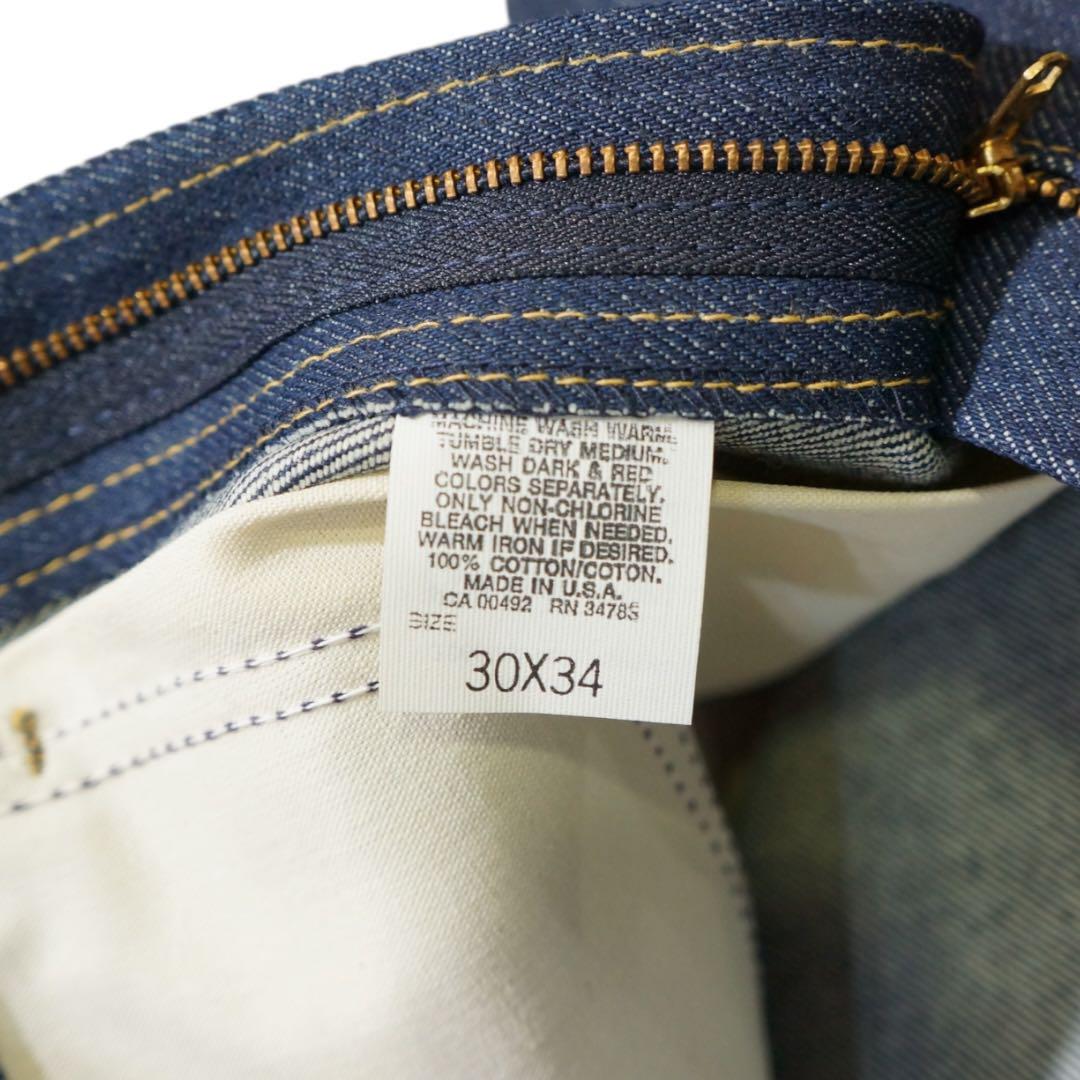 MACHINE WASH WARM.
TUMBLE DRY MEDIUM.
WASH DARK & RED
COLORS SEPARATELY.
ONLY NON-CHLORINE
BLEACH WHEN NEEDED.
WARM IRON IF DESIRED.
100% COTTON/COTON.
MADE IN U.S.A.
CA 00492 RN 34785
SIZE
30X34